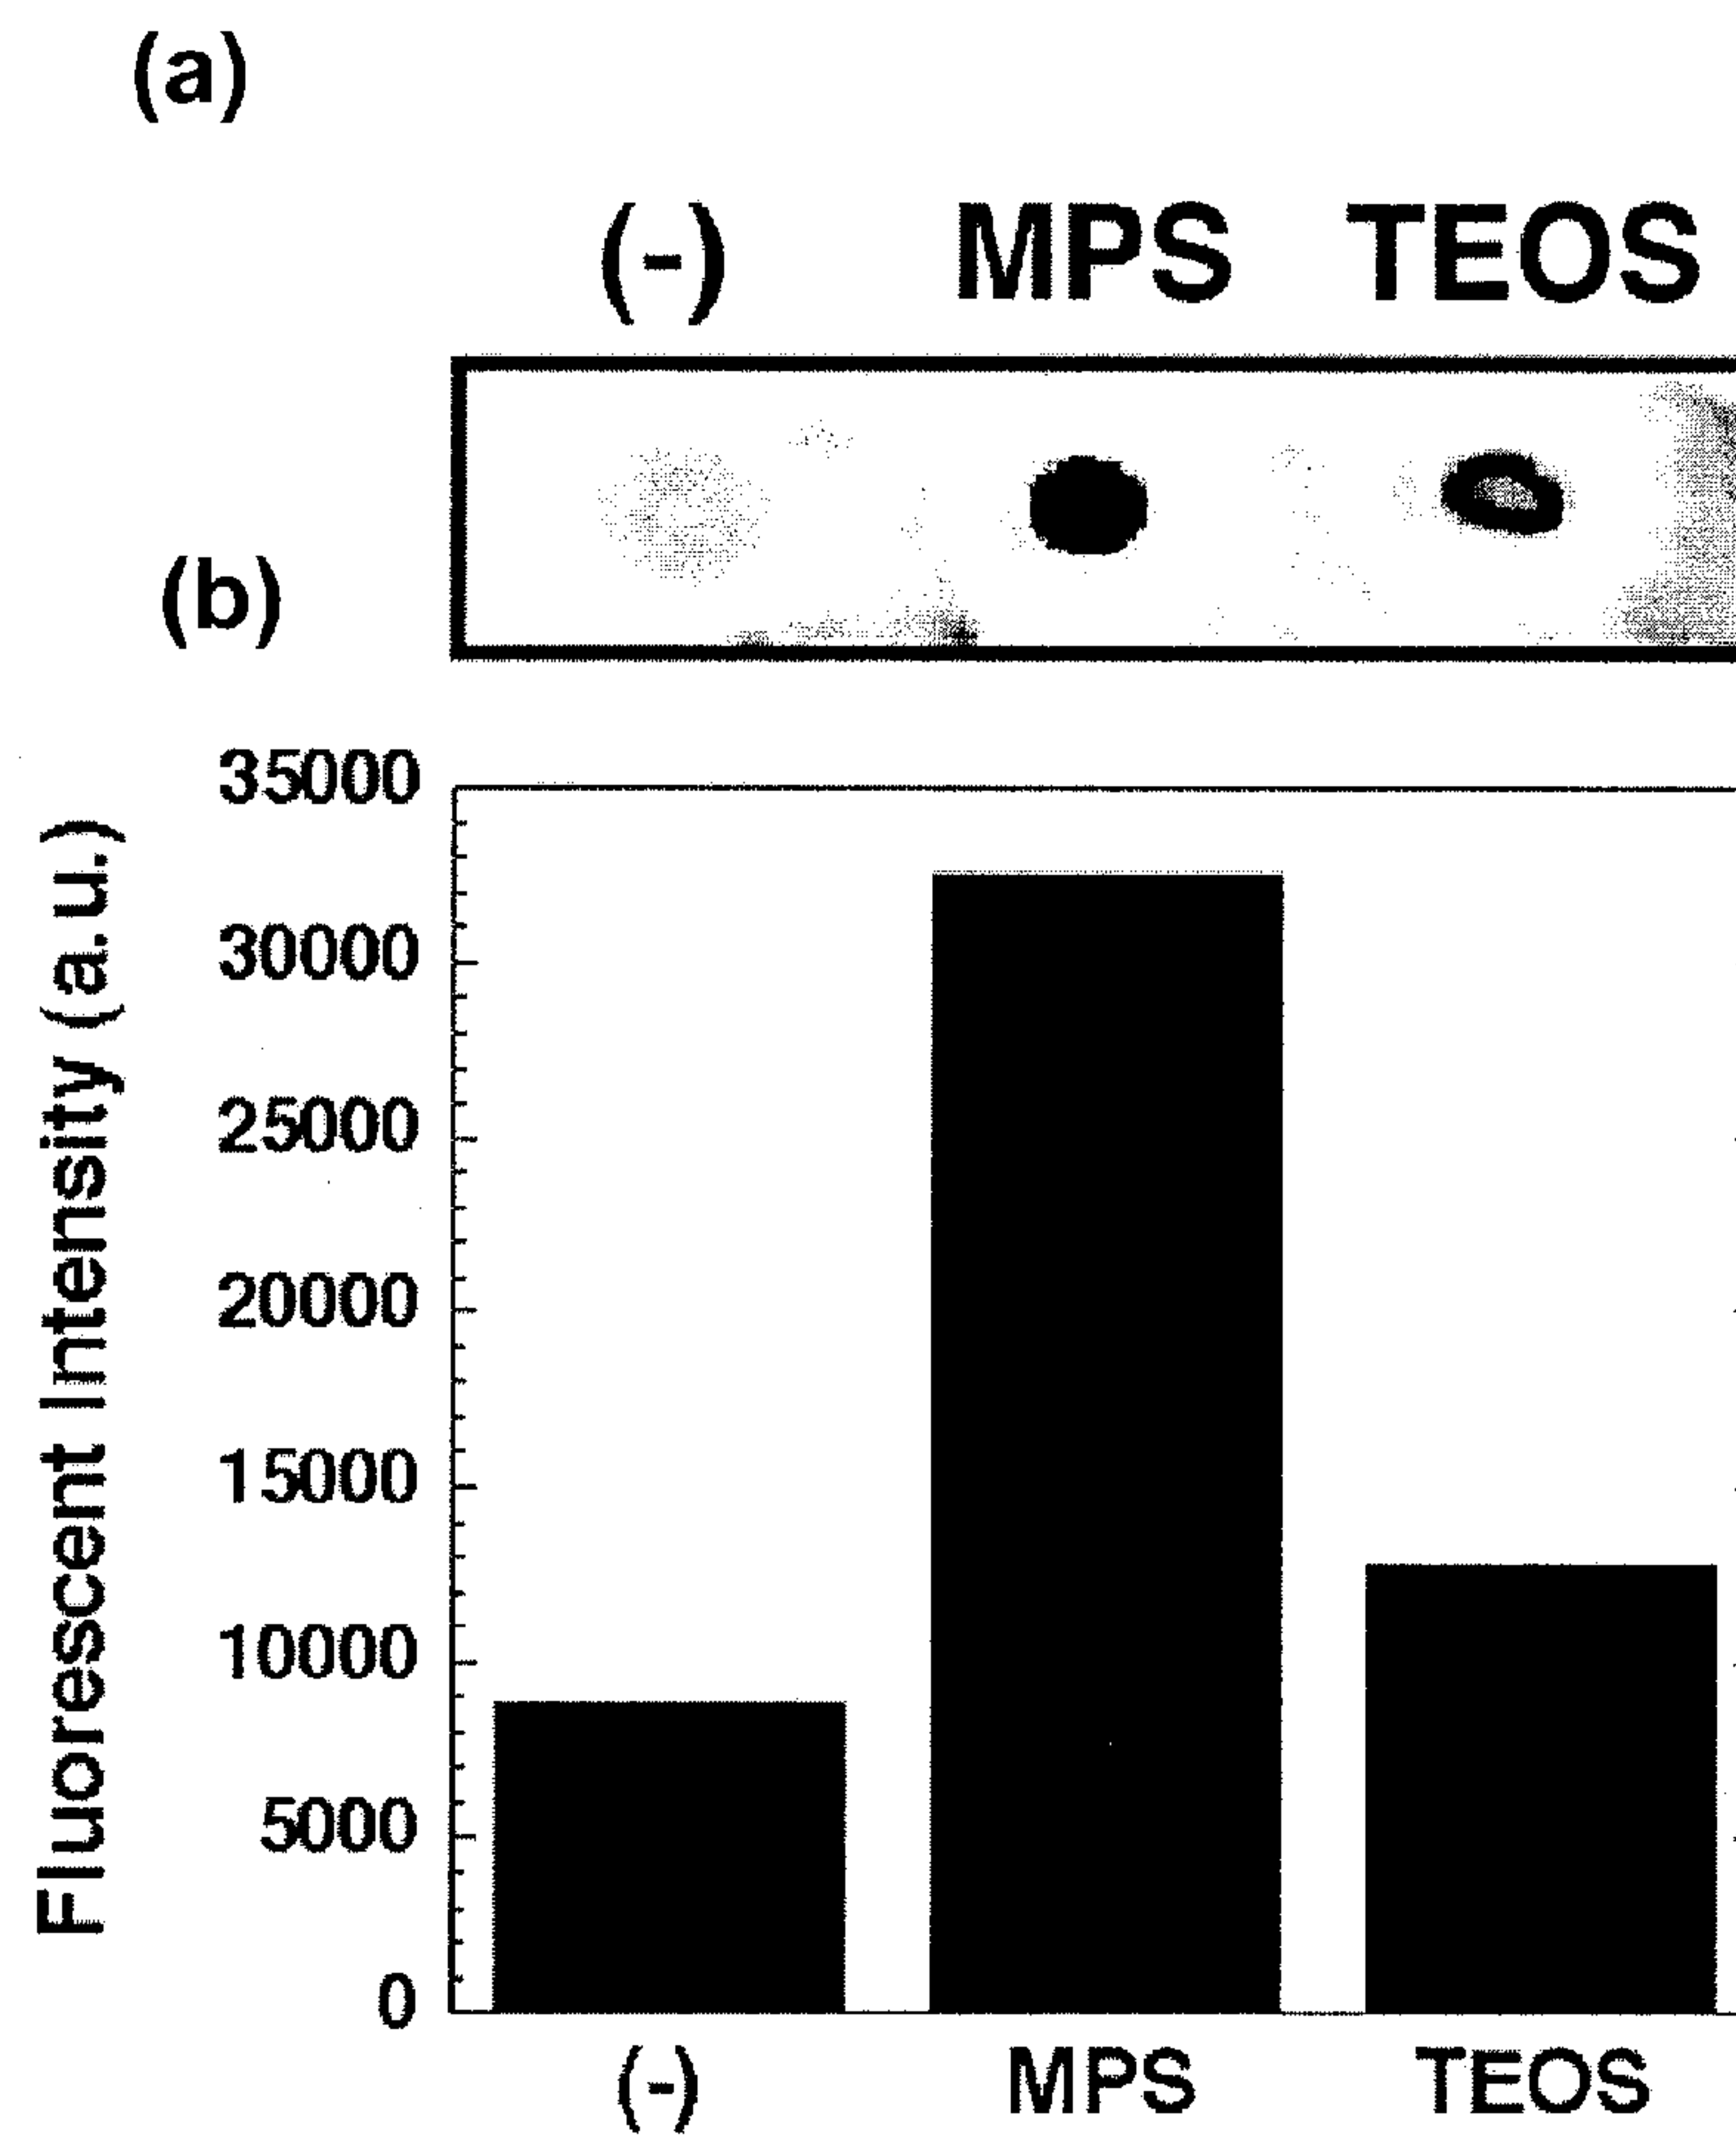 (a)
(-) MPS TEOS
(b)
35000
30000
25000
20000
15000
10000
5000
0
Fluorescent Intensity (a.u.)
(-) MPS TEOS